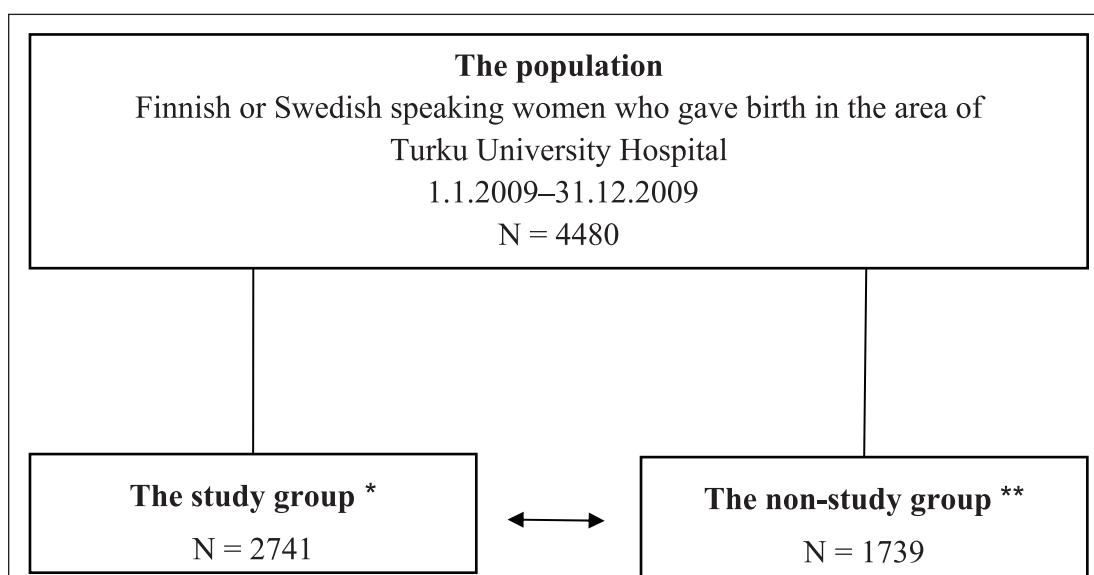 The population
Finnish or Swedish speaking women who gave birth in the area of
Turku University Hospital
1.1.2009–31.12.2009
N = 4480
The study group *
N = 2741
The non-study group **
N = 1739